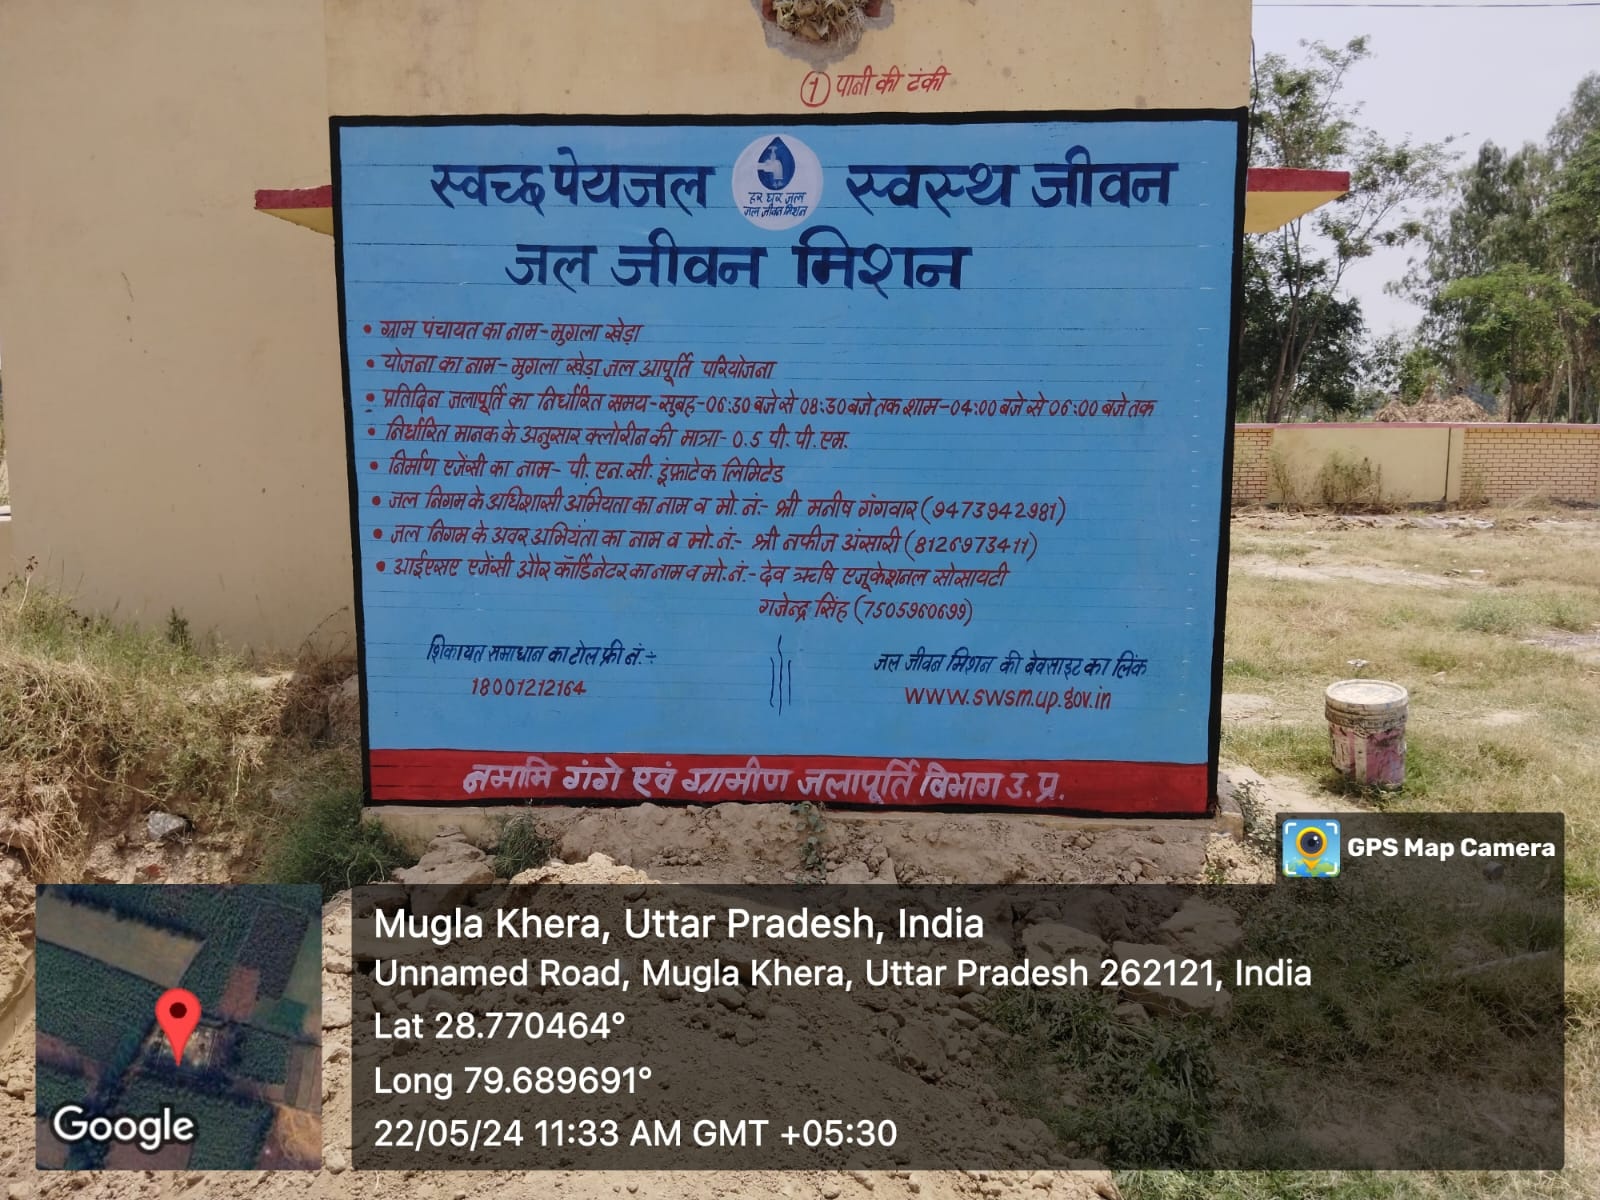 ① पानी की टंकी
स्वच्छ पेयजल स्वस्थ जीवन
हर घर जल
जल जीवन मिशन
जल जीवन मिशन
• ग्राम पंचायत का नाम-मुगला खेड़ा
• योजना का नाम-मुगला खेड़ा जल आपूर्ति परियोजना
• प्रतिदिन जलापूर्ति का निर्धारित समय-सुबह-06:30 बजे से 08:30 बजे तक शाम-04:00 बजे से 06:00 बजे तक
• निर्धारित मानक के अनुसार क्लोरीन की मात्रा-0.5 पी. पी. एम.
• निर्माण एजेंसी का नाम-पी. एन. सी. इंफ्राटेक लिमिटेड
• जल निगम के अधिशासी अभियंता का नाम व मो. नं.- श्री मनीष गंगवार (9473942981)
• जल निगम के अवर अभियंता का नाम व मो. नं.- श्री नफीज अंसारी (8126973411)
• आईएसए एजेंसी और कॉर्डिनेटर का नाम व मो. नं.-देव ऋषि एजूकेशनल सोसायटी
गजेन्द्र सिंह (7505960699)
शिकायत समाधान का टोल फ्री नं.÷
18001212164
जल जीवन मिशन की बेवसाइट का लिंक
www.swsm.up.gov.in
नमामि गंगे एवं ग्रामीण जलापूर्ति विभाग उ.प्र.
GPS Map Camera
Mugla Khera, Uttar Pradesh, India
Unnamed Road, Mugla Khera, Uttar Pradesh 262121, India
Lat 28.770464°
Long 79.689691°
22/05/24 11:33 AM GMT +05:30
Google